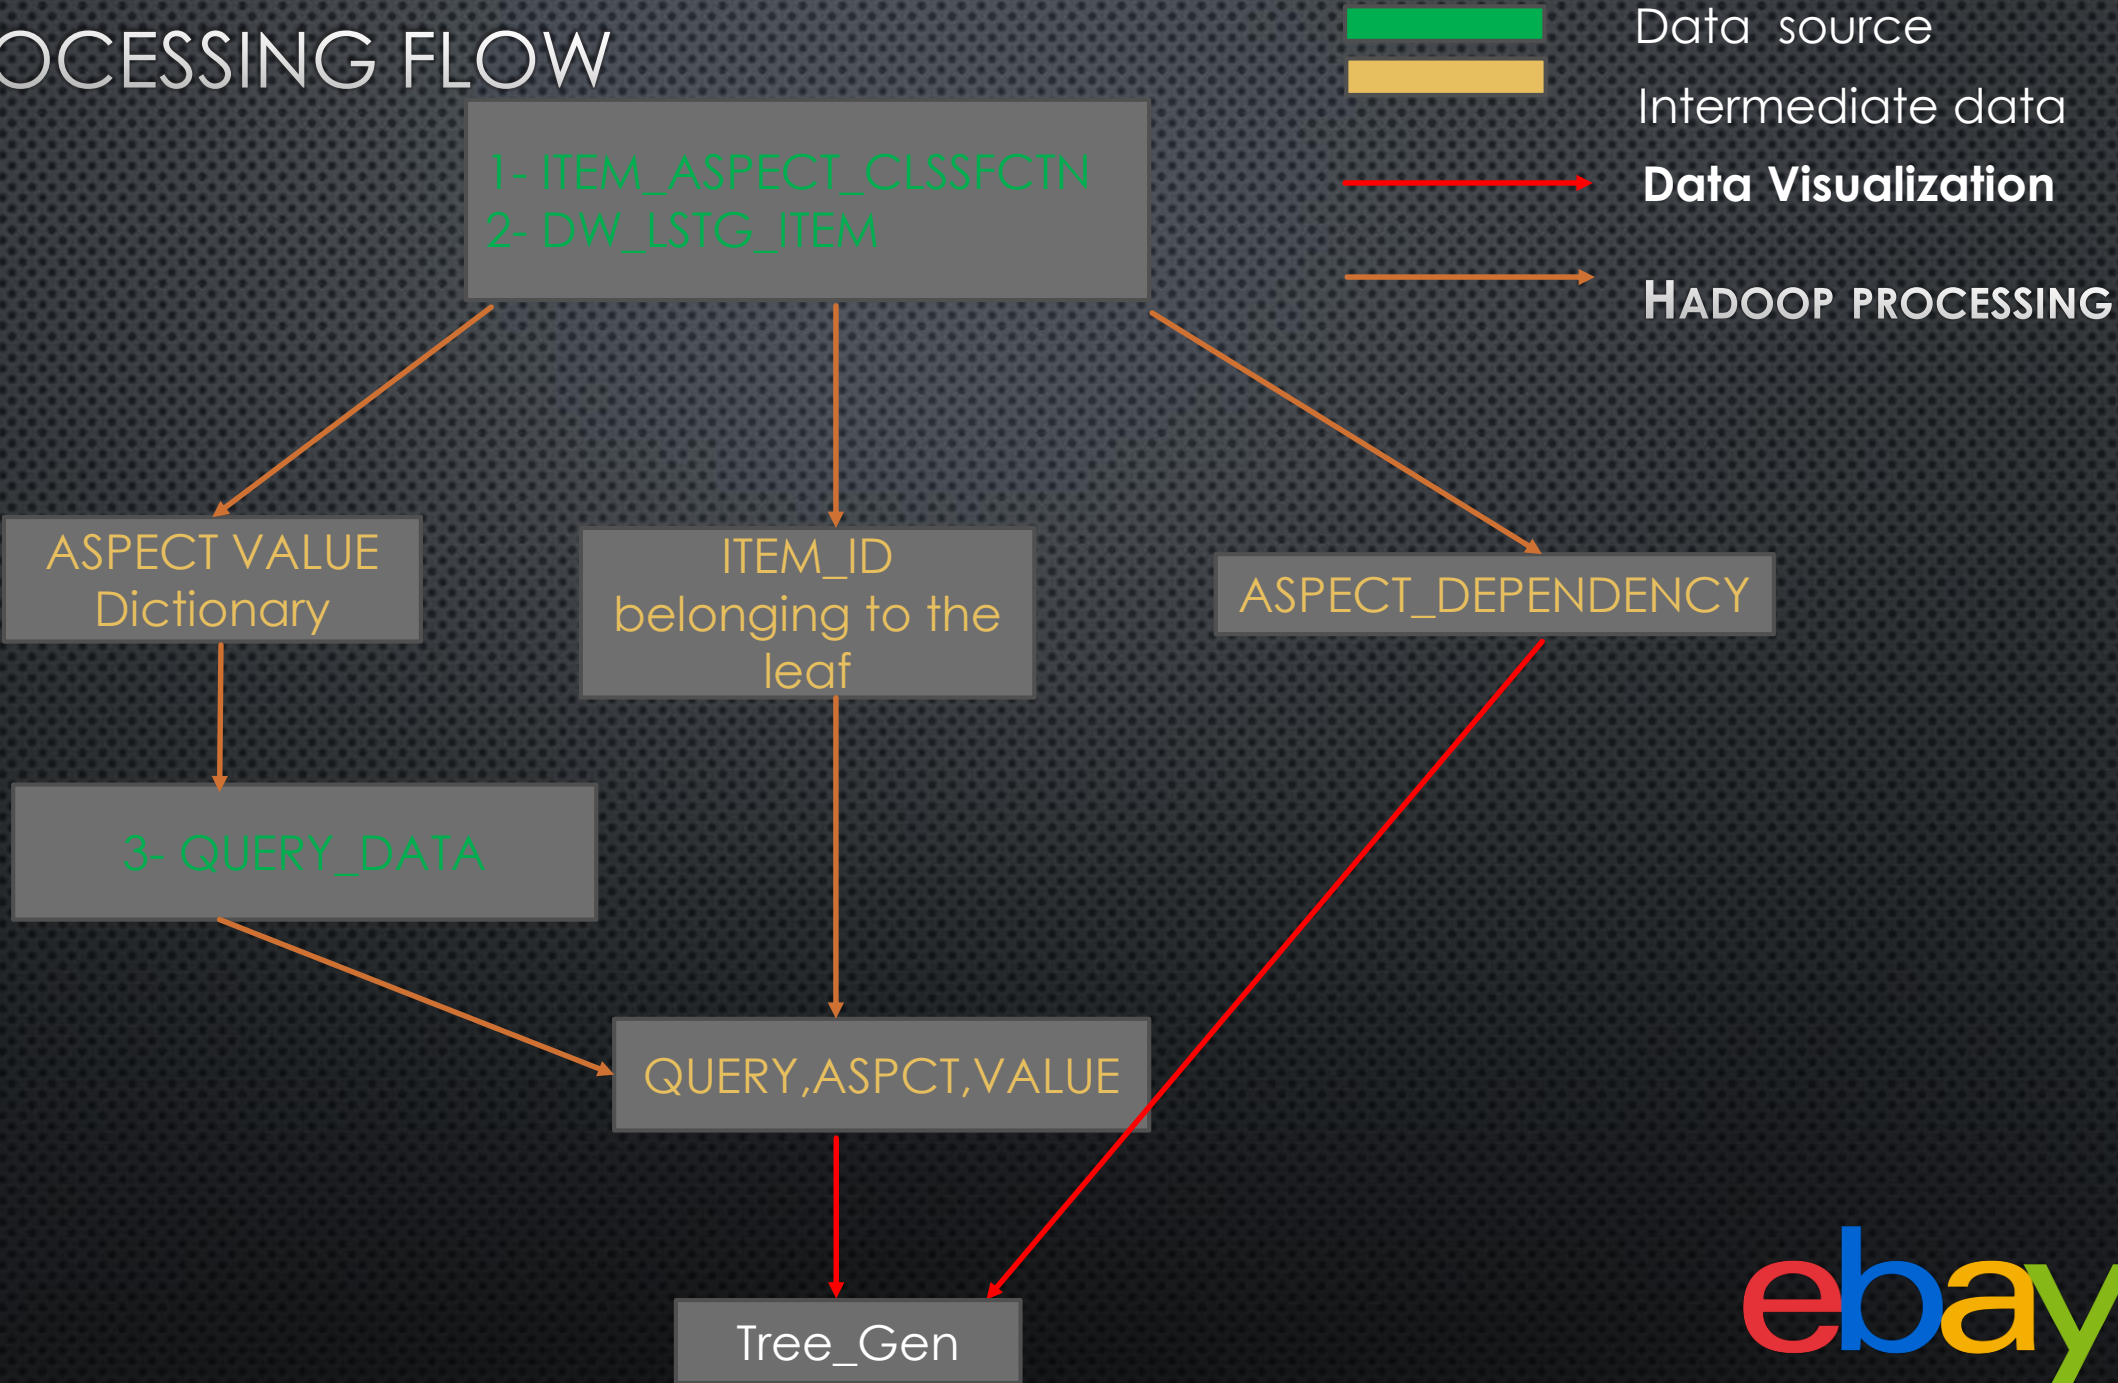 OCESSING FLOW
Data source
Intermediate data
Data Visualization
HADOOP PROCESSING
1- ITEM_ASPECT_CLSSFCTN
2- DW_LSTG_ITEM
ASPECT VALUE
Dictionary
ITEM_ID
belonging to the
leaf
ASPECT_DEPENDENCY
3- QUERY_DATA
QUERY,ASPCT,VALUE
Tree_Gen
ebay